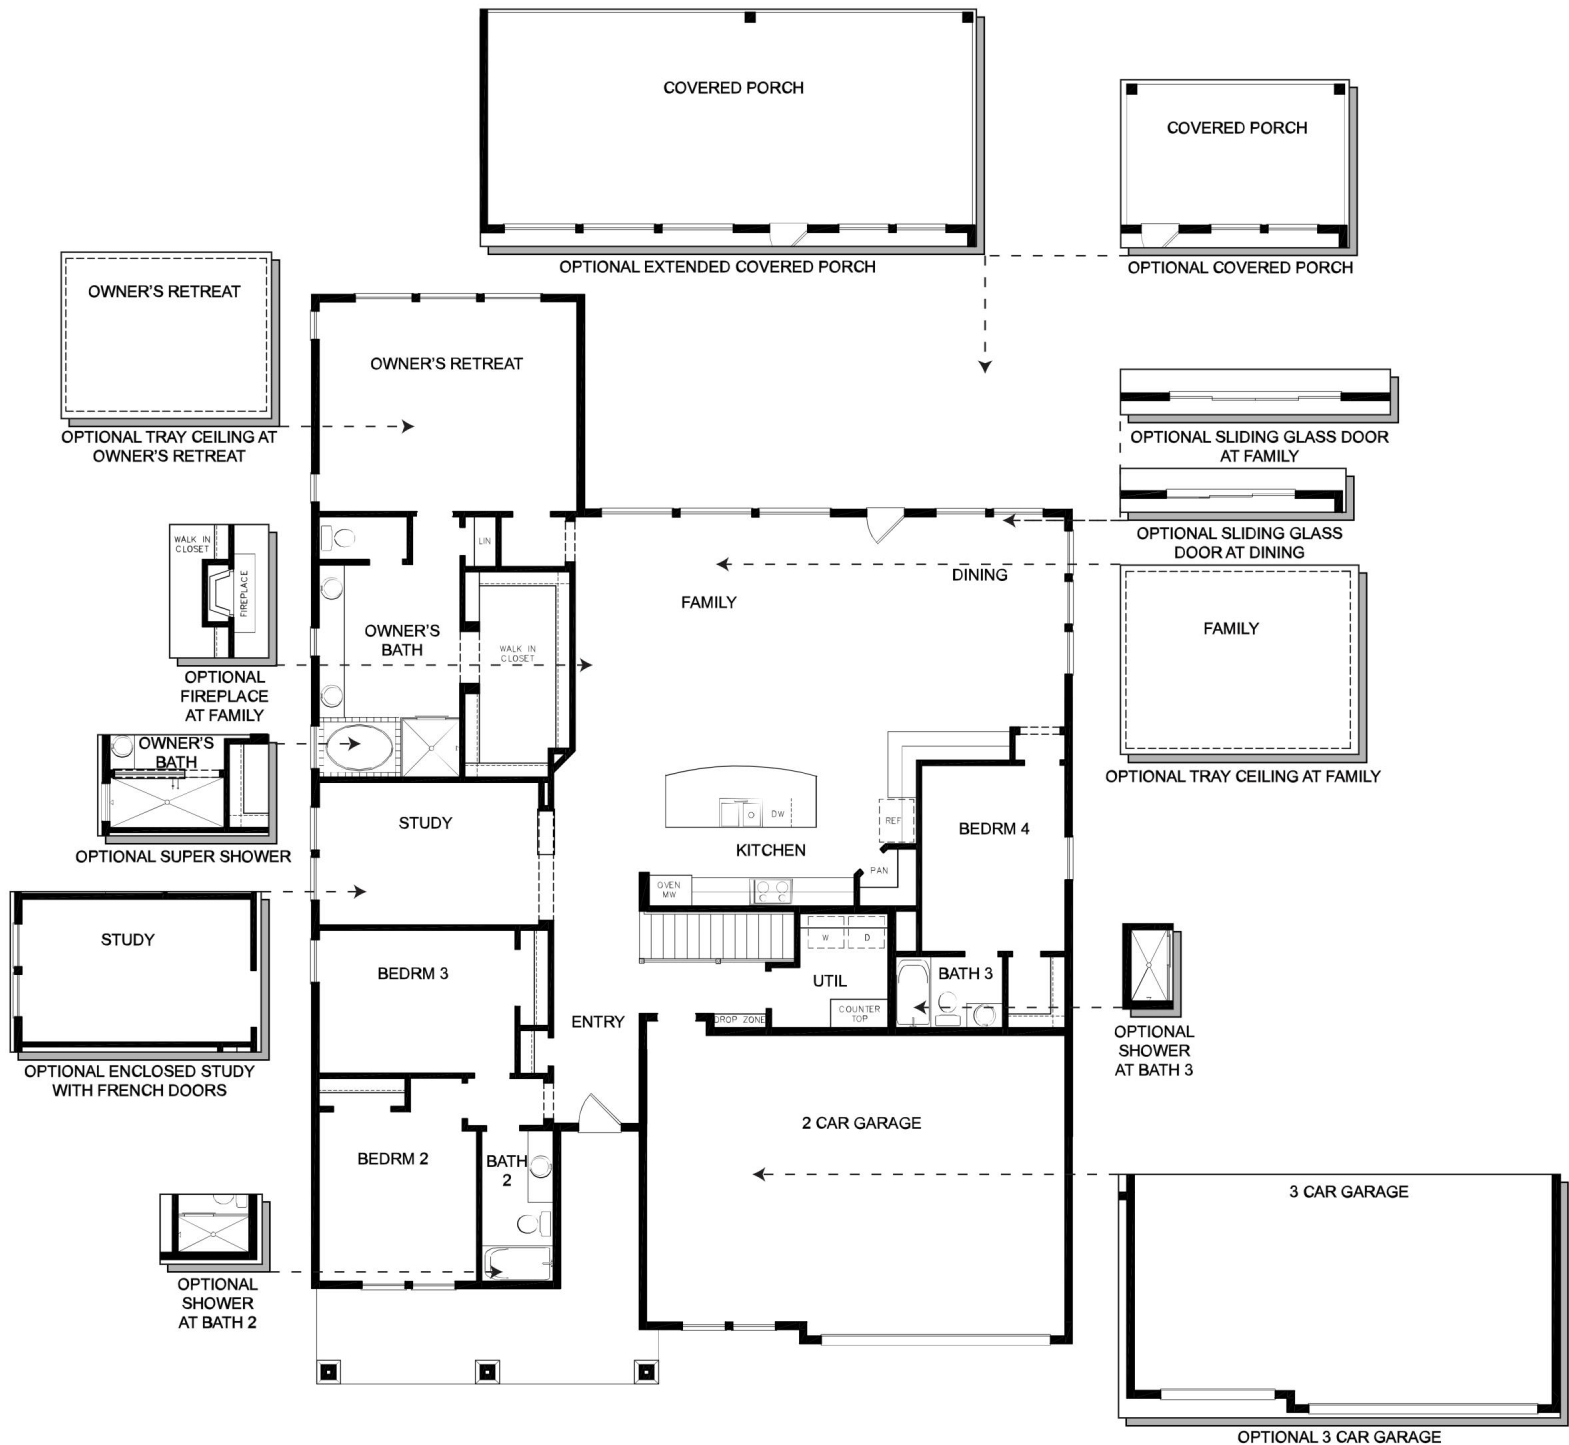 COVERED PORCH
OPTIONAL EXTENDED COVERED PORCH
COVERED PORCH
OPTIONAL COVERED PORCH
OWNER'S RETREAT
OPTIONAL TRAY CEILING AT
OWNER'S RETREAT
OWNER'S RETREAT
OPTIONAL SLIDING GLASS DOOR
AT FAMILY
OPTIONAL SLIDING GLASS
DOOR AT DINING
WALK IN
CLOSET
FIREPLACE
OPTIONAL
FIREPLACE
AT FAMILY
LIN
OWNER'S
BATH
WALK IN
CLOSET
FAMILY
DINING
FAMILY
OPTIONAL TRAY CEILING AT FAMILY
OWNER'S
BATH
OPTIONAL SUPER SHOWER
STUDY
DW
KITCHEN
REF
PAN
OVEN
MW
BEDRM 4
STUDY
OPTIONAL ENCLOSED STUDY
WITH FRENCH DOORS
BEDRM 3
ENTRY
W
D
UTIL
COUNTER
TOP
DROP ZONE
BATH 3
OPTIONAL
SHOWER
AT BATH 3
BEDRM 2
BATH
2
2 CAR GARAGE
OPTIONAL
SHOWER
AT BATH 2
3 CAR GARAGE
OPTIONAL 3 CAR GARAGE